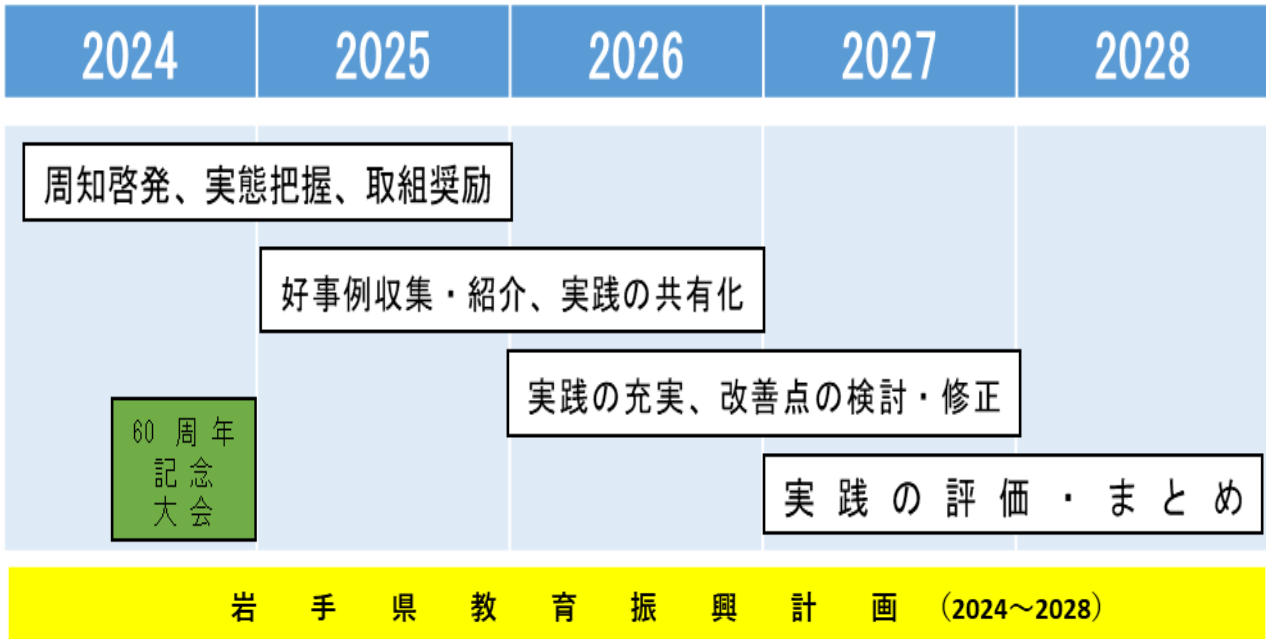 2024 2025 2026 2027 2028
周知啓発、実態把握、取組奨励
好事例収集・紹介、実践の共有化
実践の充実、改善点の検討・修正
60 周年
記念
大会
実践の評価・まとめ
岩手県教育振興計画（2024～2028）